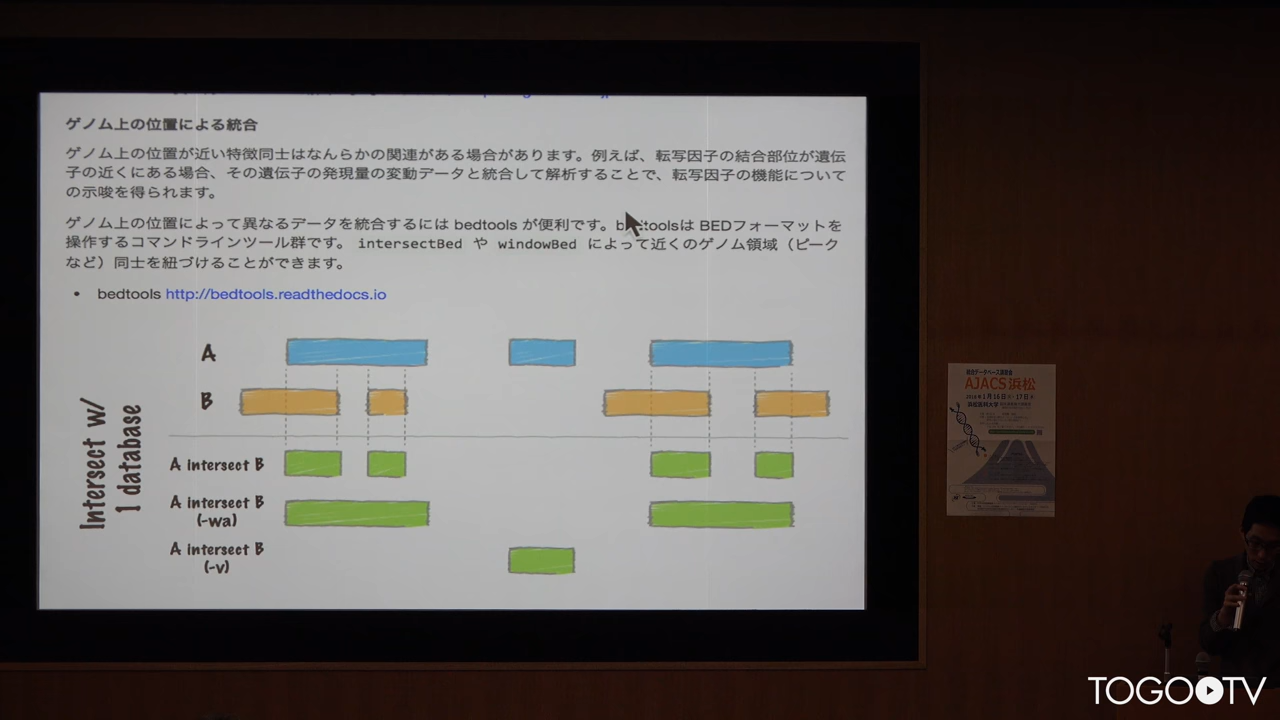 ゲノム上の位置による統合
ゲノム上の位置が近い特徴同士はなんらかの関連がある場合があります。例えば、転写因子の結合部位が遺伝
子の近くにある場合、その遺伝子の発現量の変動データと統合して解析することで、転写因子の機能について
の示唆を得られます。
ゲノム上の位置によって異なるデータを統合するには bedtools が便利です。 bedtoolsは BEDフォーマットを
操作するコマンドラインツール群です。 intersectBed や windowBed によって近くのゲノム領域（ピーク
など）同士を紐づけることができます。
• bedtools http://bedtools.readthedocs.io
Intersect w/
1 database
A
B
A intersect B
A intersect B
(-wa)
A intersect B
(-v)
AJACS浜松
TOGOTV